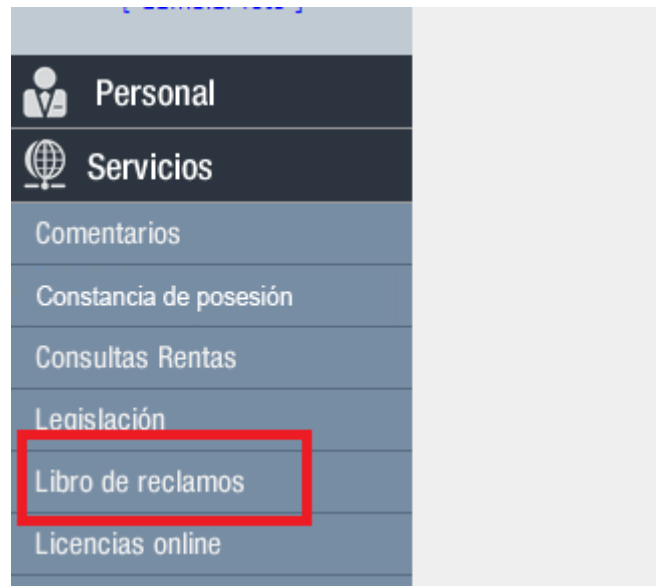 Personal
Servicios
Comentarios
Constancia de posesión
Consultas Rentas
Legislación
Libro de reclamos
Licencias online